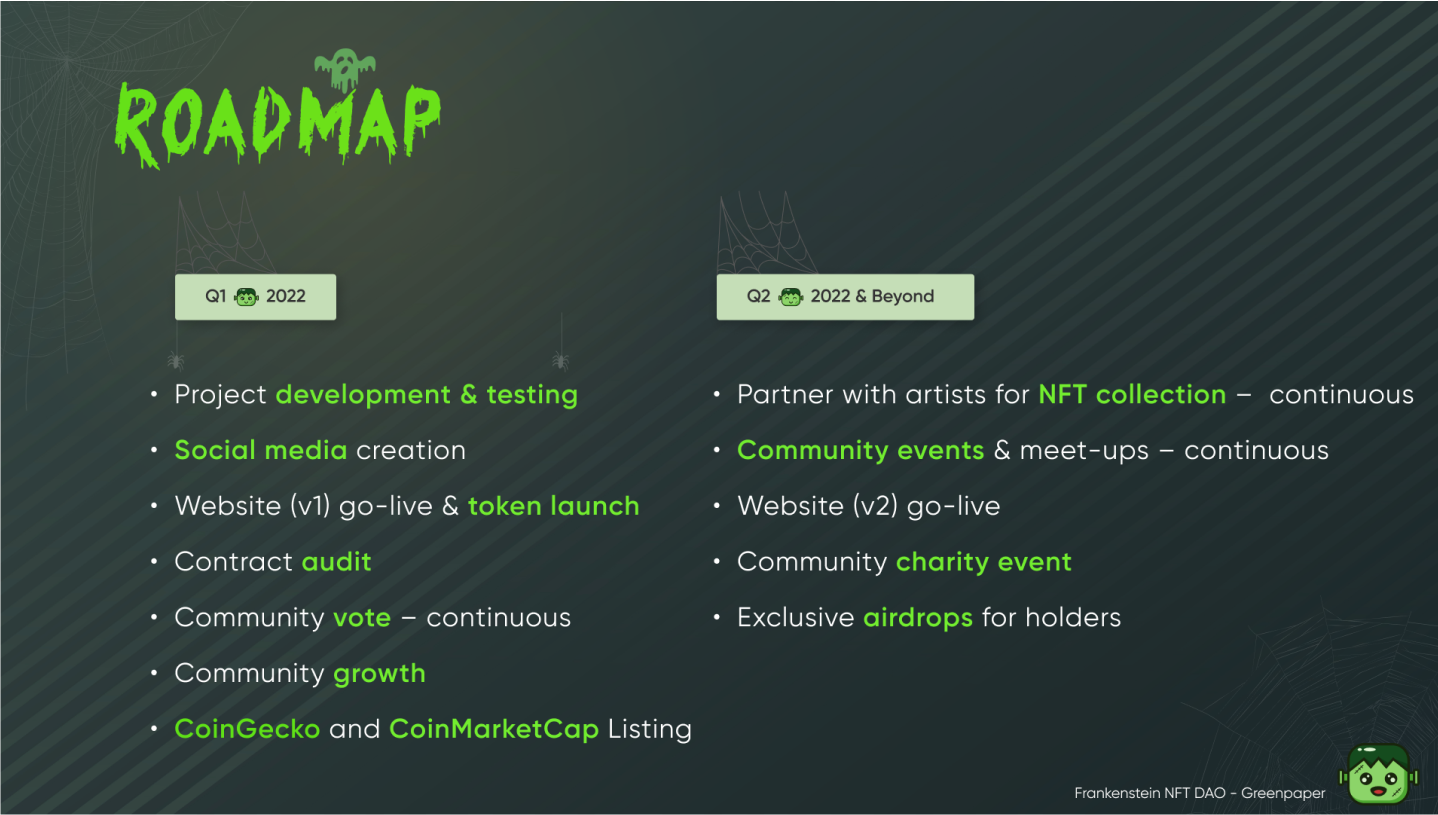 ROADMAP
Q1 2022
• Project development & testing
• Social media creation
• Website (v1) go-live & token launch
• Contract audit
• Community vote – continuous
• Community growth
• CoinGecko and CoinMarketCap Listing
Q2 2022 & Beyond
• Partner with artists for NFT collection – continuous
• Community events & meet-ups – continuous
• Website (v2) go-live
• Community charity event
• Exclusive airdrops for holders
Frankenstein NFT DAO - Greenpaper